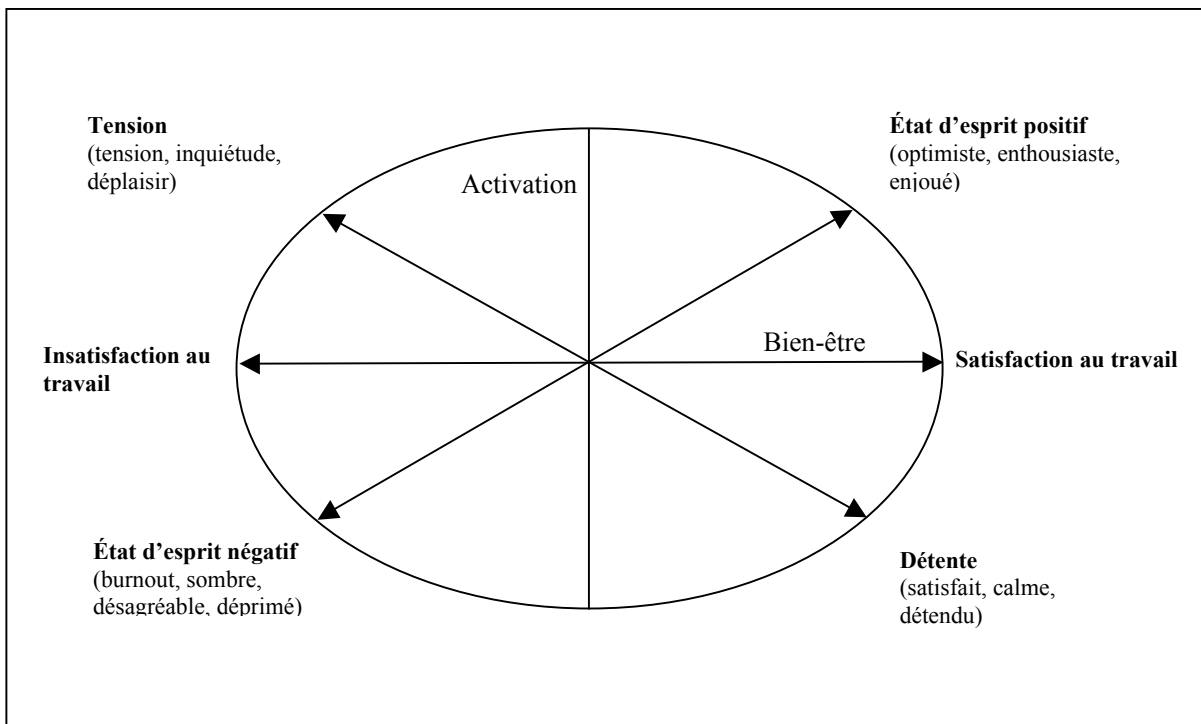 Tension
(tension, inquiétude,
déplaisir)
État d’esprit positif
(optimiste, enthousiaste,
enjoué)
Activation
Bien-être
Insatisfaction au
travail
Satisfaction au travail
État d’esprit négatif
(burnout, sombre,
désagréable, déprimé)
Détente
(satisfait, calme,
détendu)